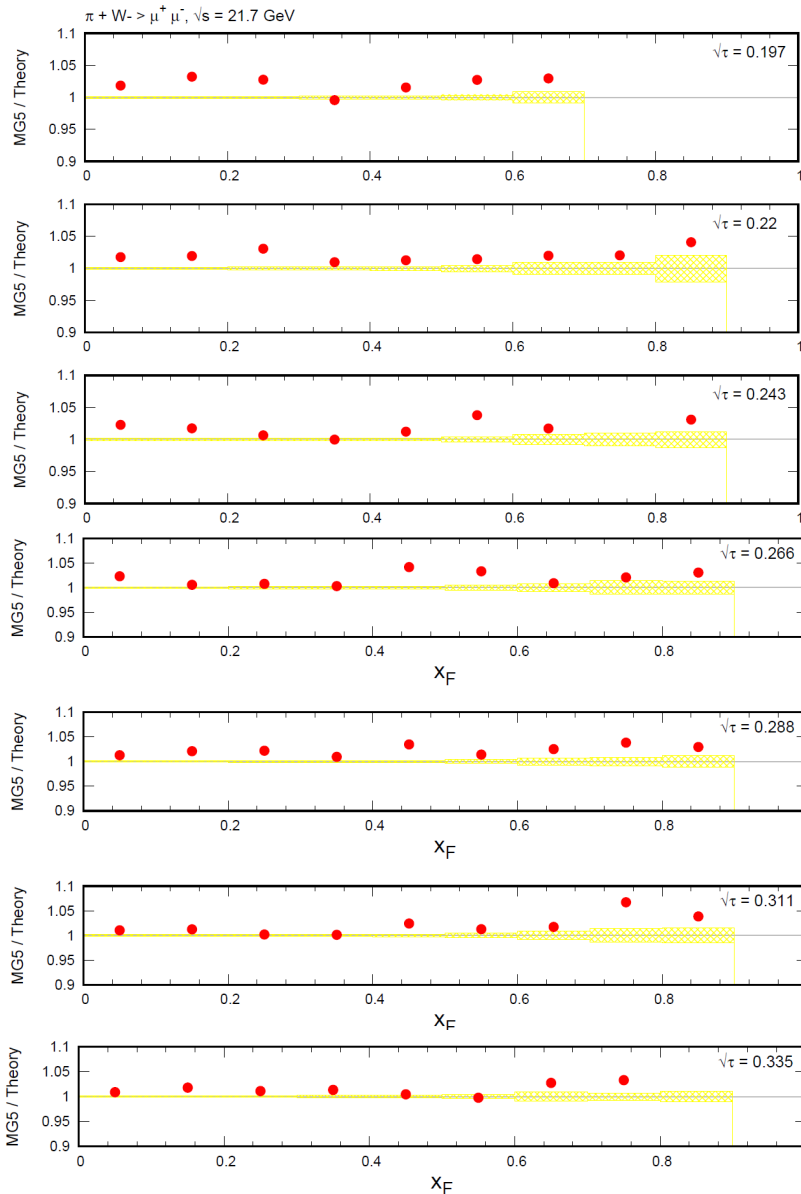 π + W- > μ⁺ μ⁻, √s = 21.7 GeV
1.1
1.05
1
0.95
0.9
MG5 / Theory
√τ = 0.197
0 0.2 0.4 0.6 0.8 1
1.1
1.05
1
0.95
0.9
MG5 / Theory
√τ = 0.22
0 0.2 0.4 0.6 0.8 1
1.1
1.05
1
0.95
0.9
MG5 / Theory
√τ = 0.243
0 0.2 0.4 0.6 0.8 1
1.1
1.05
1
0.95
0.9
MG5 / Theory
√τ = 0.266
0 0.2 0.4 0.6 0.8
x_F
1.1
1.05
1
0.95
0.9
MG5 / Theory
√τ = 0.288
0 0.2 0.4 0.6 0.8
x_F
1.1
1.05
1
0.95
0.9
MG5 / Theory
√τ = 0.311
0 0.2 0.4 0.6 0.8
x_F
1.1
1.05
1
0.95
0.9
MG5 / Theory
√τ = 0.335
0 0.2 0.4 0.6 0.8
x_F